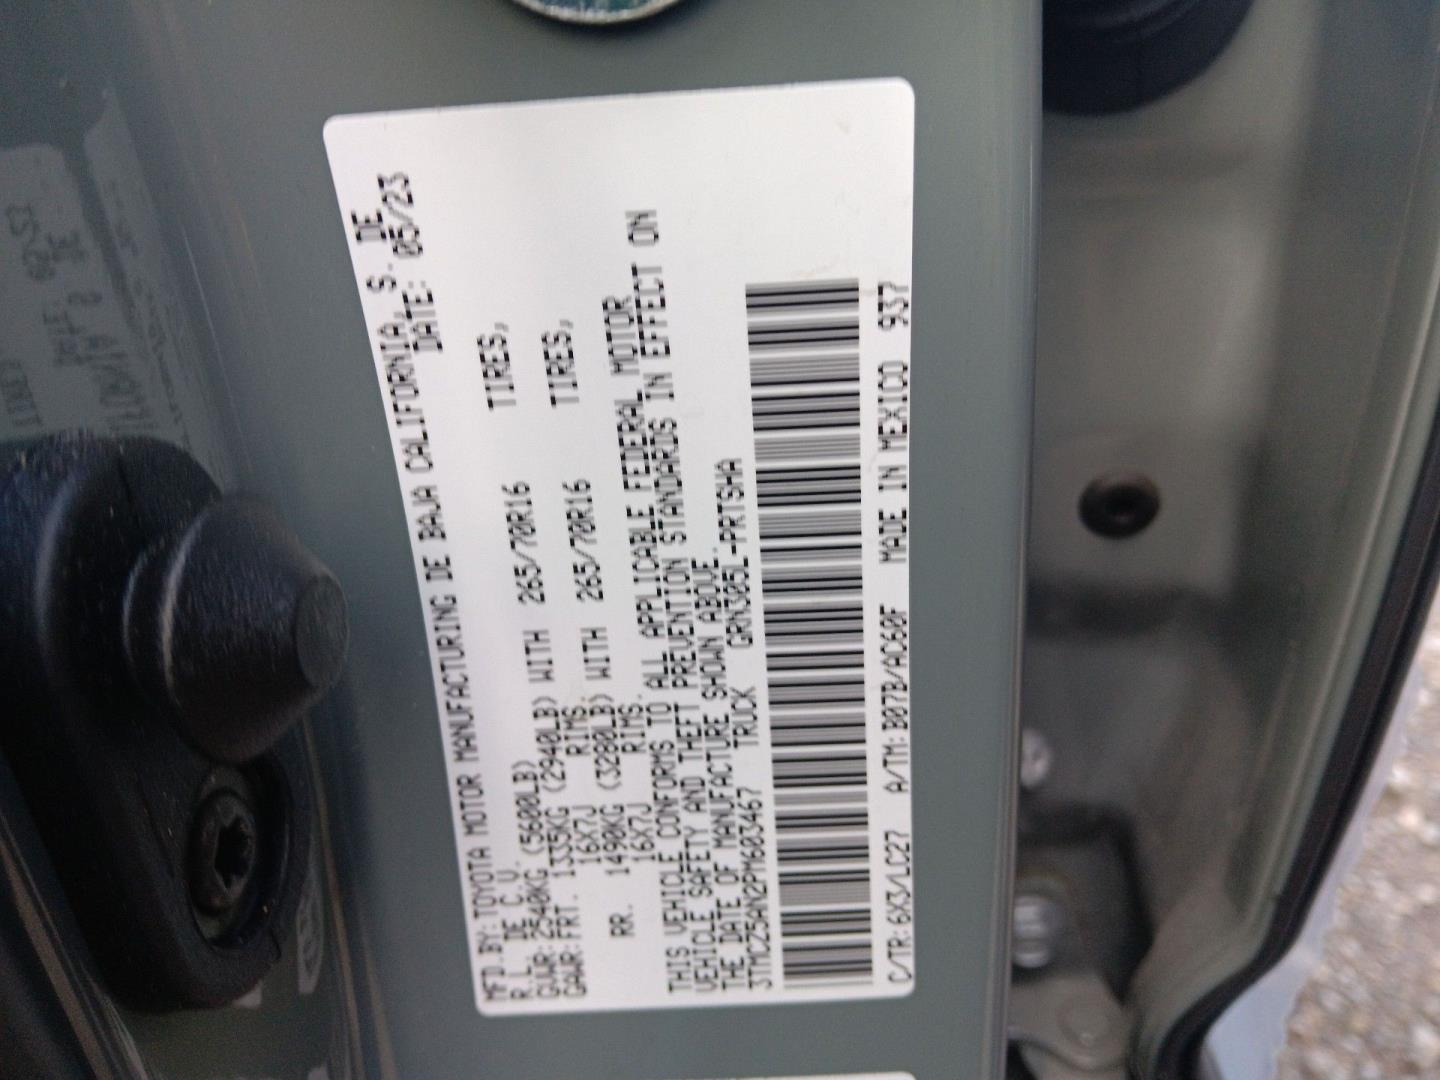 MFD.BY:TOYOTA MOTOR MANUFACTURING DE BAJA CALIFORNIA, S. DE
R.L. DE C.V. DATE: 05/23
GVWR:2540KG (5600LB)
GAWR:FRT. 1335KG (2940LB) WITH 265/70R16 TIRES,
16X7J RIMS.
RR. 1490KG (3280LB) WITH 265/70R16 TIRES,
16X7J RIMS.
THIS VEHICLE CONFORMS TO ALL APPLICABLE FEDERAL MOTOR
VEHICLE SAFETY AND THEFT PREVENTION STANDARDS IN EFFECT ON
THE DATE OF MANUFACTURE SHOWN ABOVE.
3TMCZ5AN2PM603467 TRUCK GRN305L-PRTSHA
C/TR:6X3/LC27 A/TM:B07B/AC60F MADE IN MEXICO 9J7